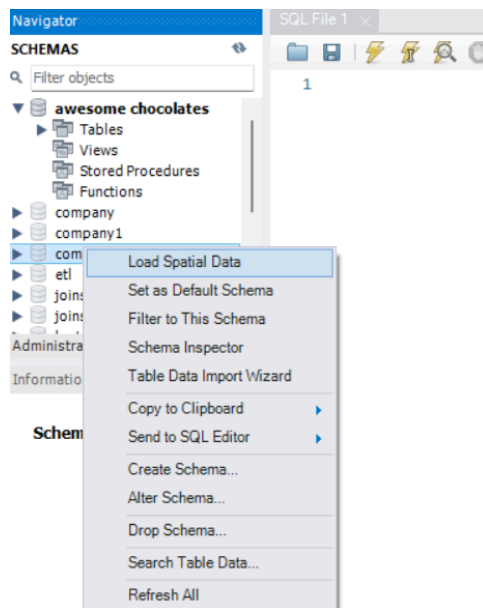 Navigator
SCHEMAS
Filter objects
awesome chocolates
Tables
Views
Stored Procedures
Functions
company
company1
com
etl
joins
joins
Administra
Informatio
Schem
SQL File 1
1
Load Spatial Data
Set as Default Schema
Filter to This Schema
Schema Inspector
Table Data Import Wizard
Copy to Clipboard
Send to SQL Editor
Create Schema...
Alter Schema...
Drop Schema...
Search Table Data...
Refresh All